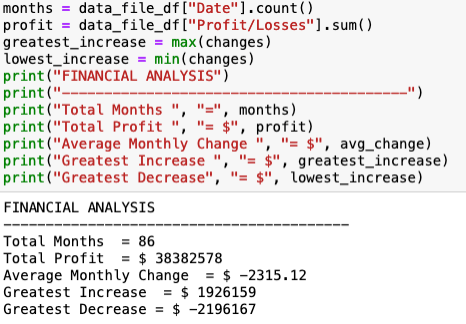 months = data_file_df["Date"].count()
profit = data_file_df["Profit/Losses"].sum()
greatest_increase = max(changes)
lowest_increase = min(changes)
print("FINANCIAL ANALYSIS")
print("-----------------------------------------")
print("Total Months ", "=", months)
print("Total Profit ", "= $", profit)
print("Average Monthly Change ", "= $", avg_change)
print("Greatest Increase ", "= $", greatest_increase)
print("Greatest Decrease", "= $", lowest_increase)
FINANCIAL ANALYSIS
-----------------------------------------
Total Months  = 86
Total Profit  = $ 38382578
Average Monthly Change  = $ -2315.12
Greatest Increase  = $ 1926159
Greatest Decrease = $ -2196167